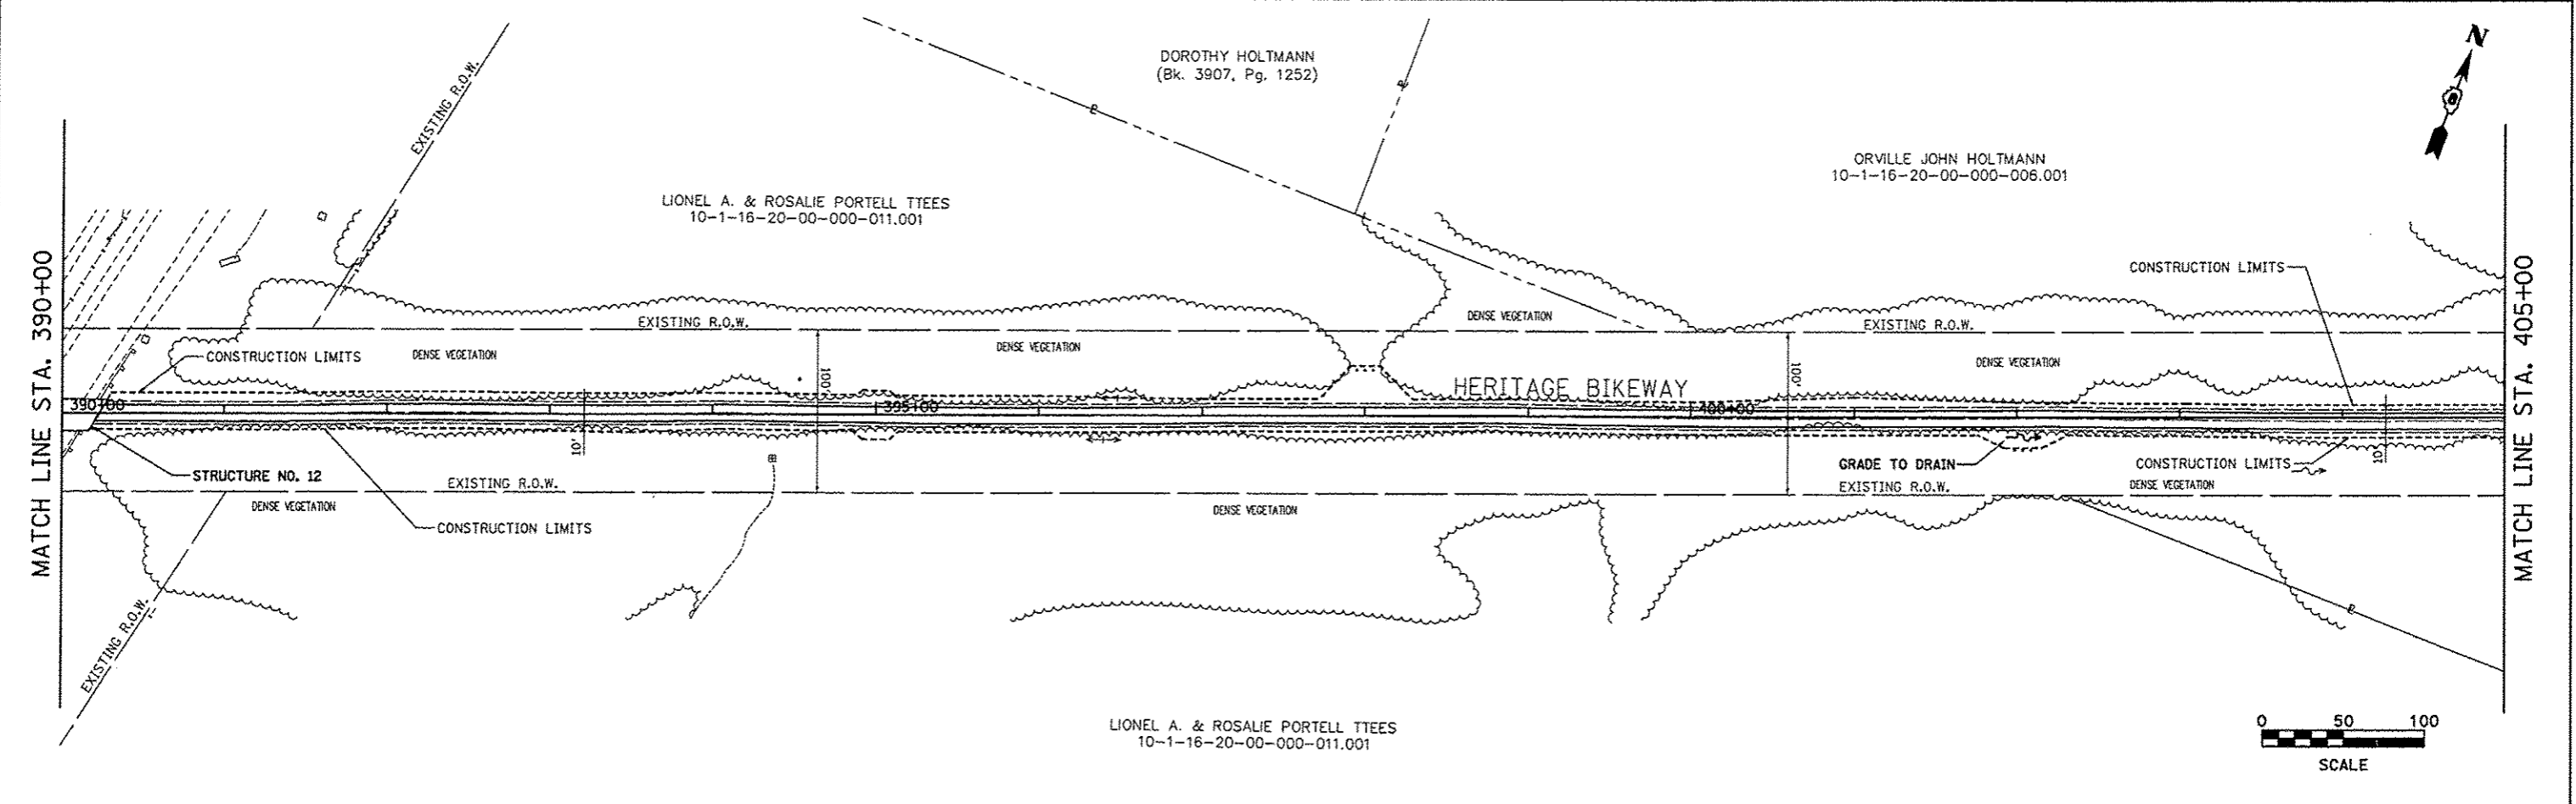 DOROTHY HOLTMANN
(Bk. 3907, Pg. 1252)
N
EXISTING R.O.W.
ORVILLE JOHN HOLTMANN
10-1-16-20-00-000-006.001
LIONEL A. & ROSALIE PORTELL TTEES
10-1-16-20-00-000-011.001
CONSTRUCTION LIMITS
MATCH LINE STA. 390+00
MATCH LINE STA. 405+00
EXISTING R.O.W.
DENSE VEGETATION
EXISTING R.O.W.
CONSTRUCTION LIMITS
DENSE VEGETATION
DENSE VEGETATION
DENSE VEGETATION
100'
100'
HERITAGE BIKEWAY
390+00
395+00
400+00
10'
10'
STRUCTURE NO. 12
GRADE TO DRAIN
CONSTRUCTION LIMITS
EXISTING R.O.W.
EXISTING R.O.W.
DENSE VEGETATION
DENSE VEGETATION
DENSE VEGETATION
CONSTRUCTION LIMITS
EXISTING R.O.W.
LIONEL A. & ROSALIE PORTELL TTEES
10-1-16-20-00-000-011.001
0 50 100
SCALE